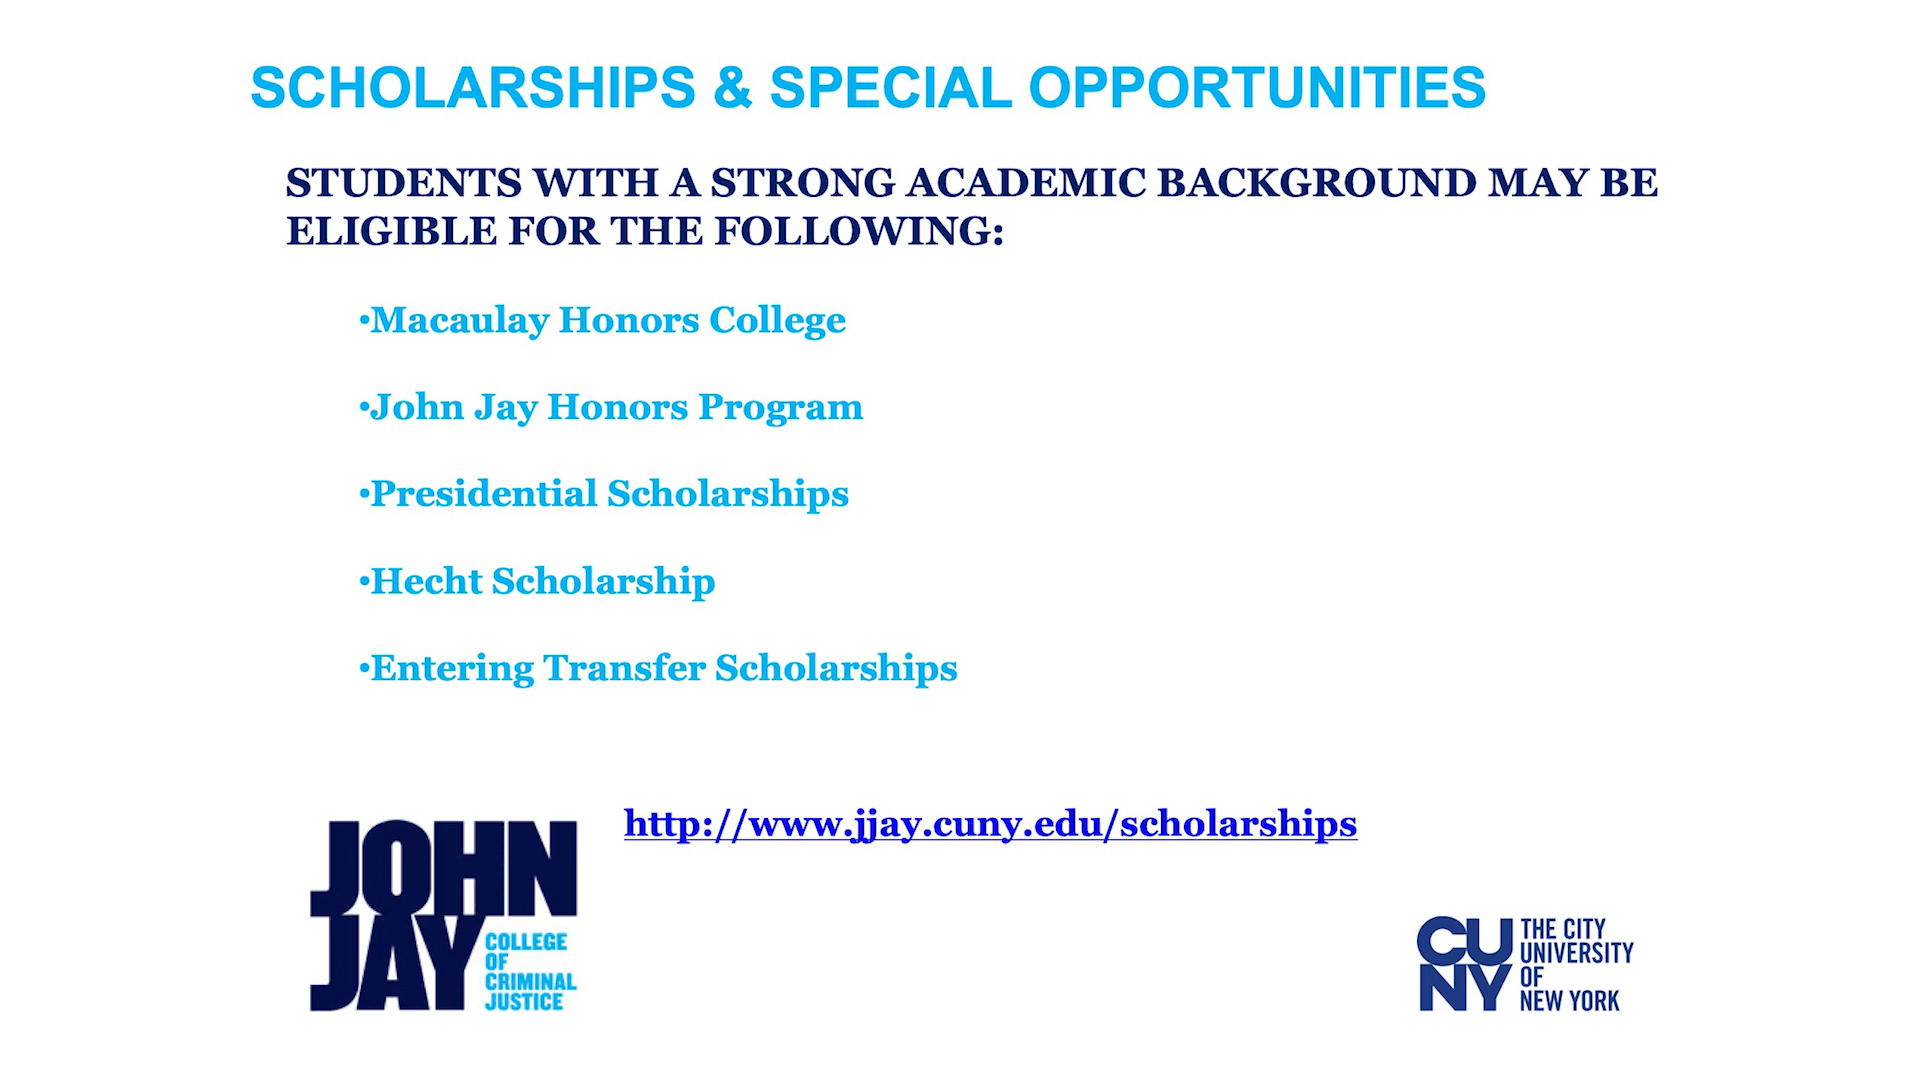 SCHOLARSHIPS & SPECIAL OPPORTUNITIES
STUDENTS WITH A STRONG ACADEMIC BACKGROUND MAY BE
ELIGIBLE FOR THE FOLLOWING:
•Macaulay Honors College
•John Jay Honors Program
•Presidential Scholarships
•Hecht Scholarship
•Entering Transfer Scholarships
http://www.jjay.cuny.edu/scholarships
JOHN
JAY
COLLEGE
OF
CRIMINAL
JUSTICE
CU
NY
THE CITY
UNIVERSITY
OF
NEW YORK